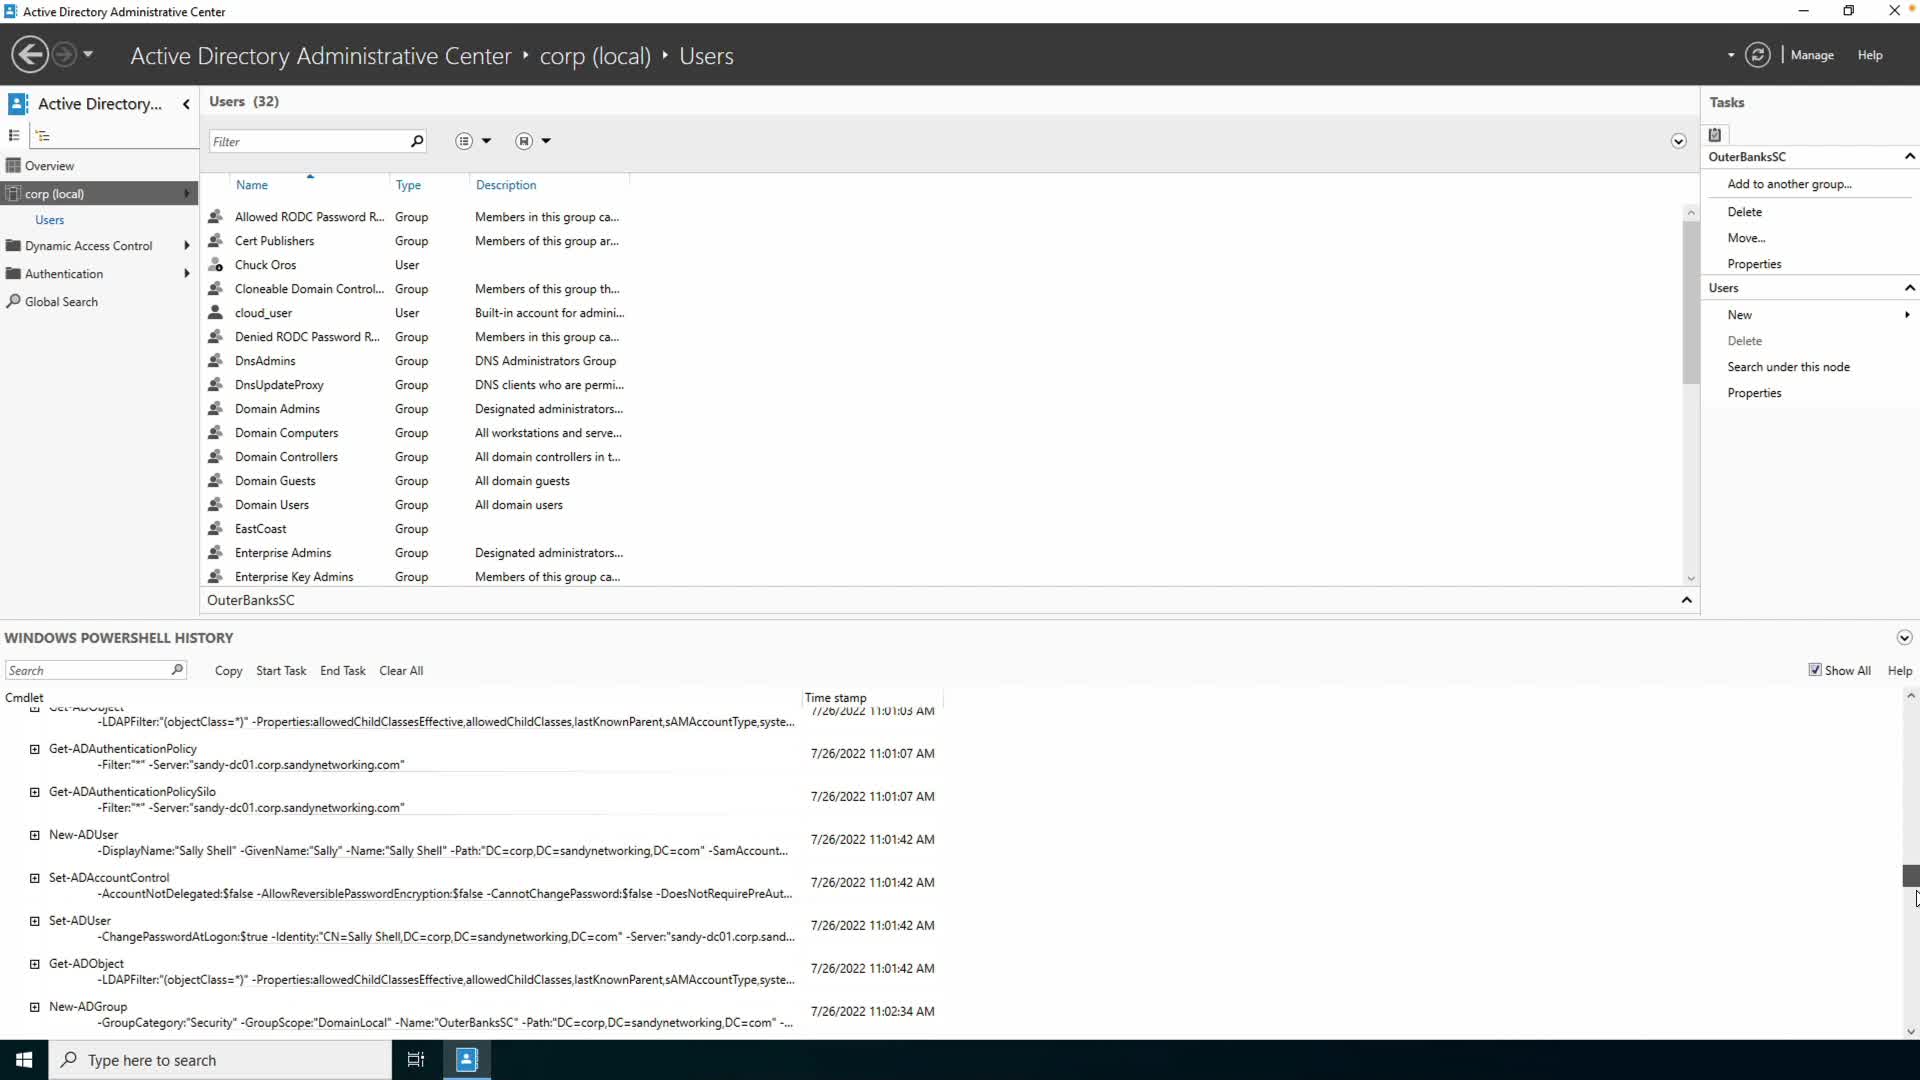 Active Directory Administrative Center
Active Directory Administrative Center • corp (local) • Users
Manage
Help
Active Directory...
Overview
corp (local)
Users
Dynamic Access Control
Authentication
Global Search
Users (32)
Filter
Name Type Description
Allowed RODC Password R... Group Members in this group ca...
Cert Publishers Group Members of this group ar...
Chuck Oros User
Cloneable Domain Control... Group Members of this group th...
cloud_user User Built-in account for admini...
Denied RODC Password R... Group Members in this group ca...
DnsAdmins Group DNS Administrators Group
DnsUpdateProxy Group DNS clients who are permi...
Domain Admins Group Designated administrators...
Domain Computers Group All workstations and serve...
Domain Controllers Group All domain controllers in t...
Domain Guests Group All domain guests
Domain Users Group All domain users
EastCoast Group
Enterprise Admins Group Designated administrators...
Enterprise Key Admins Group Members of this group ca...
OuterBanksSC
Tasks
OuterBanksSC
Add to another group...
Delete
Move...
Properties
Users
New
Delete
Search under this node
Properties
WINDOWS POWERSHELL HISTORY
Search
Copy Start Task End Task Clear All
Show All Help
Cmdlet Time stamp
Get-ADObject 7/26/2022 11:01:03 AM
-LDAPFilter:"(objectClass=*)" -Properties:allowedChildClassesEffective,allowedChildClasses,lastKnownParent,sAMAccountType,syste...
Get-ADAuthenticationPolicy 7/26/2022 11:01:07 AM
-Filter:"*" -Server:"sandy-dc01.corp.sandynetworking.com"
Get-ADAuthenticationPolicySilo 7/26/2022 11:01:07 AM
-Filter:"*" -Server:"sandy-dc01.corp.sandynetworking.com"
New-ADUser 7/26/2022 11:01:42 AM
-DisplayName:"Sally Shell" -GivenName:"Sally" -Name:"Sally Shell" -Path:"DC=corp,DC=sandynetworking,DC=com" -SamAccount...
Set-ADAccountControl 7/26/2022 11:01:42 AM
-AccountNotDelegated:$false -AllowReversiblePasswordEncryption:$false -CannotChangePassword:$false -DoesNotRequirePreAut...
Set-ADUser 7/26/2022 11:01:42 AM
-ChangePasswordAtLogon:$true -Identity:"CN=Sally Shell,DC=corp,DC=sandynetworking,DC=com" -Server:"sandy-dc01.corp.sand...
Get-ADObject 7/26/2022 11:01:42 AM
-LDAPFilter:"(objectClass=*)" -Properties:allowedChildClassesEffective,allowedChildClasses,lastKnownParent,sAMAccountType,syste...
New-ADGroup 7/26/2022 11:02:34 AM
-GroupCategory:"Security" -GroupScope:"DomainLocal" -Name:"OuterBanksSC" -Path:"DC=corp,DC=sandynetworking,DC=com" -...
Type here to search